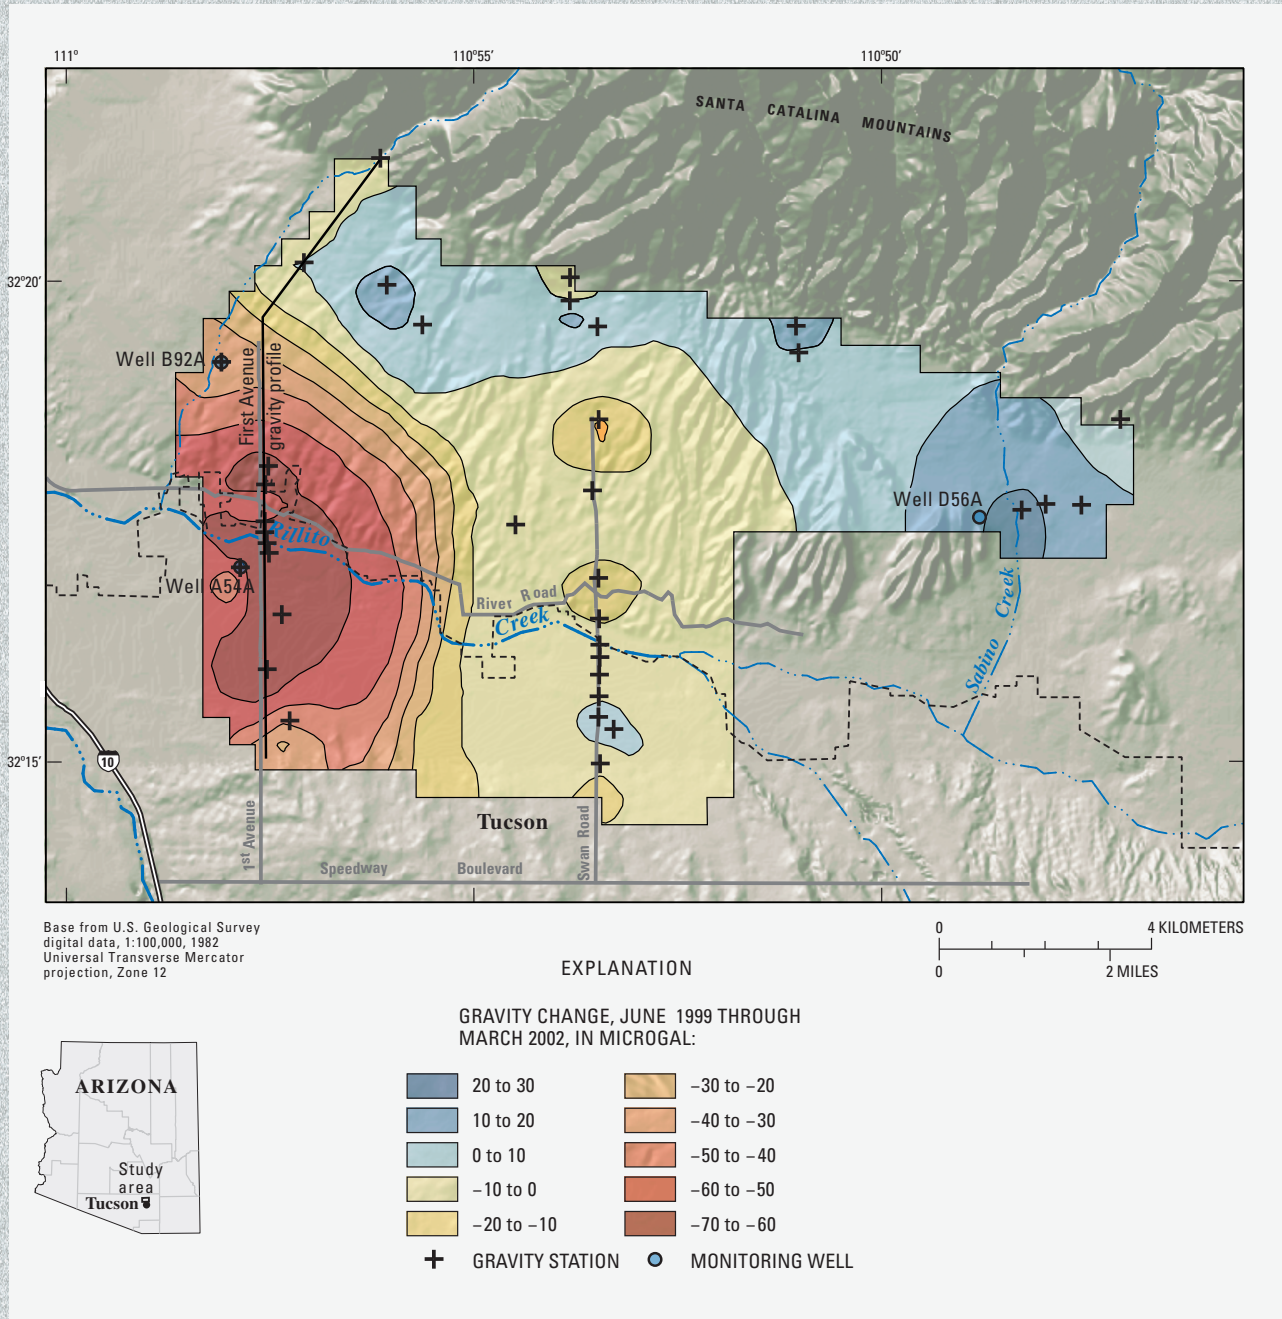 111°
110°55′
110°50′
SANTA CATALINA MOUNTAINS
32°20′
Well B92A
First Avenue
gravity profile
Well D56A
Rillito
Well A54A
River Road
Creek
Sabino Creek
32°15′
10
1st Avenue
Tucson
Swan Road
Speedway Boulevard
Base from U.S. Geological Survey
digital data, 1:100,000, 1982
Universal Transverse Mercator
projection, Zone 12
0 4 KILOMETERS
0 2 MILES
EXPLANATION
GRAVITY CHANGE, JUNE 1999 THROUGH
MARCH 2002, IN MICROGAL:
20 to 30
10 to 20
0 to 10
−10 to 0
−20 to −10
−30 to −20
−40 to −30
−50 to −40
−60 to −50
−70 to −60
GRAVITY STATION
MONITORING WELL
ARIZONA
Study
area
Tucson